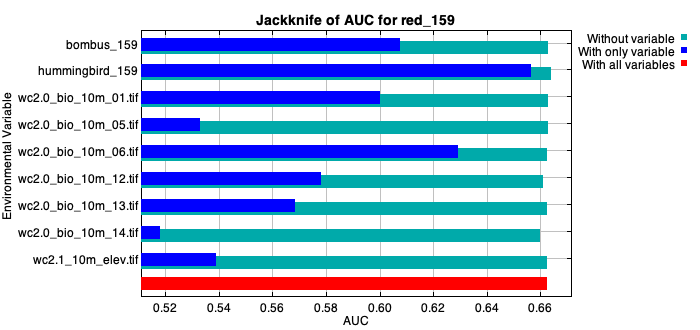 Jackknife of AUC for red_159
Without variable
With only variable
With all variables
Environmental Variable
bombus_159
hummingbird_159
wc2.0_bio_10m_01.tif
wc2.0_bio_10m_05.tif
wc2.0_bio_10m_06.tif
wc2.0_bio_10m_12.tif
wc2.0_bio_10m_13.tif
wc2.0_bio_10m_14.tif
wc2.1_10m_elev.tif
0.52 0.54 0.56 0.58 0.60 0.62 0.64 0.66
AUC